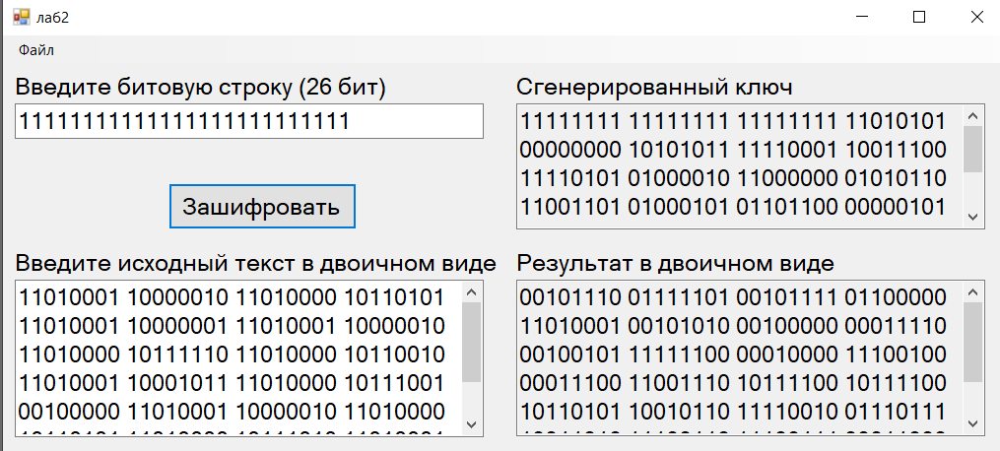 лаб2
Файл
Введите битовую строку (26 бит)
11111111111111111111111111
Зашифровать
Сгенерированный ключ
11111111 11111111 11111111 11010101
00000000 10101011 11110001 10011100
11110101 01000010 11000000 01010110
11001101 01000101 01101100 00000101
Введите исходный текст в двоичном виде
11010001 10000010 11010000 10110101
11010001 10000001 11010001 10000010
11010000 10111110 11010000 10110010
11010001 10001011 11010000 10111001
00100000 11010001 10000010 11010000
Результат в двоичном виде
00101110 01111101 00101111 01100000
11010001 00101010 00100000 00011110
00100101 11111100 00010000 11100100
00011100 11001110 10111100 10111100
10110101 10010110 11110010 01110111